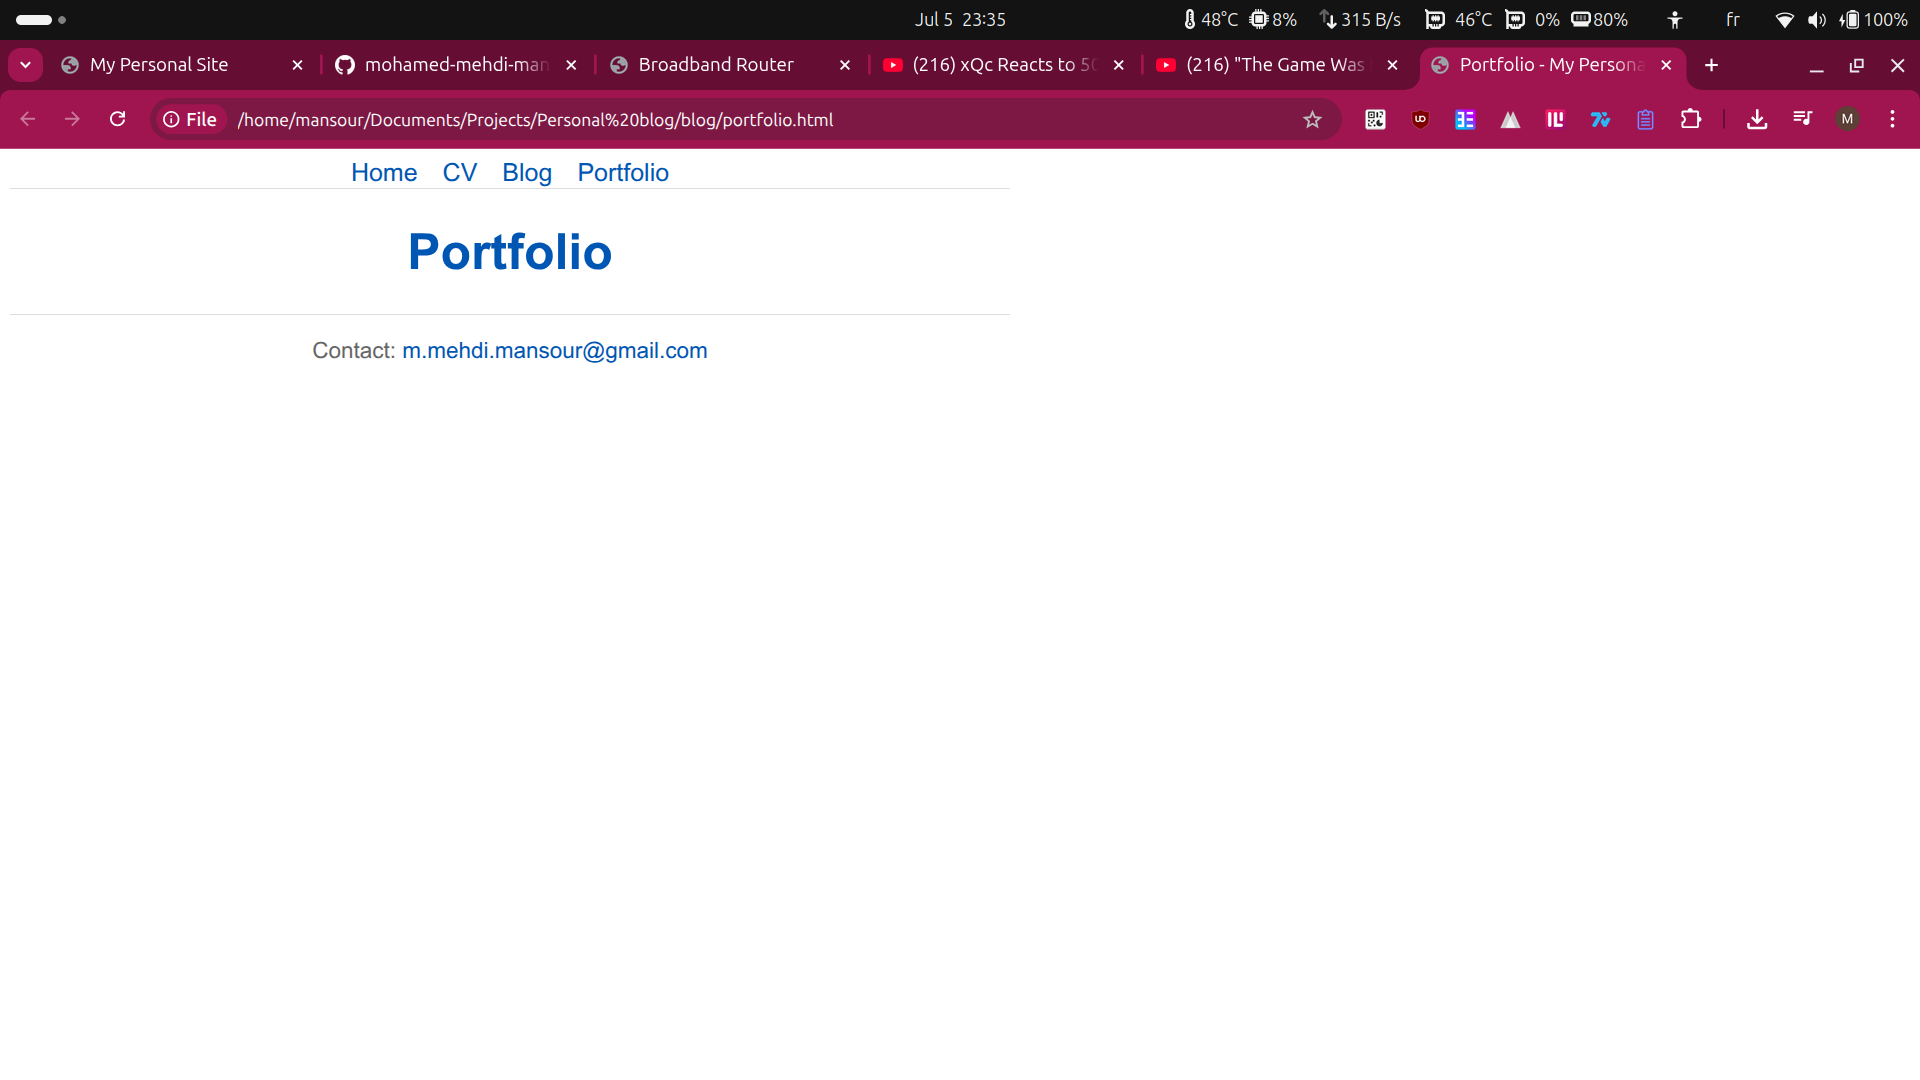 Jul 5 23:35 48°C 8% 315 B/s 46°C 0% 80% fr 100%
My Personal Site mohamed-mehdi-man Broadband Router (216) xQc Reacts to 50 (216) "The Game Was Portfolio - My Persona
File /home/mansour/Documents/Projects/Personal%20blog/blog/portfolio.html M
Home CV Blog Portfolio
Portfolio
Contact: m.mehdi.mansour@gmail.com